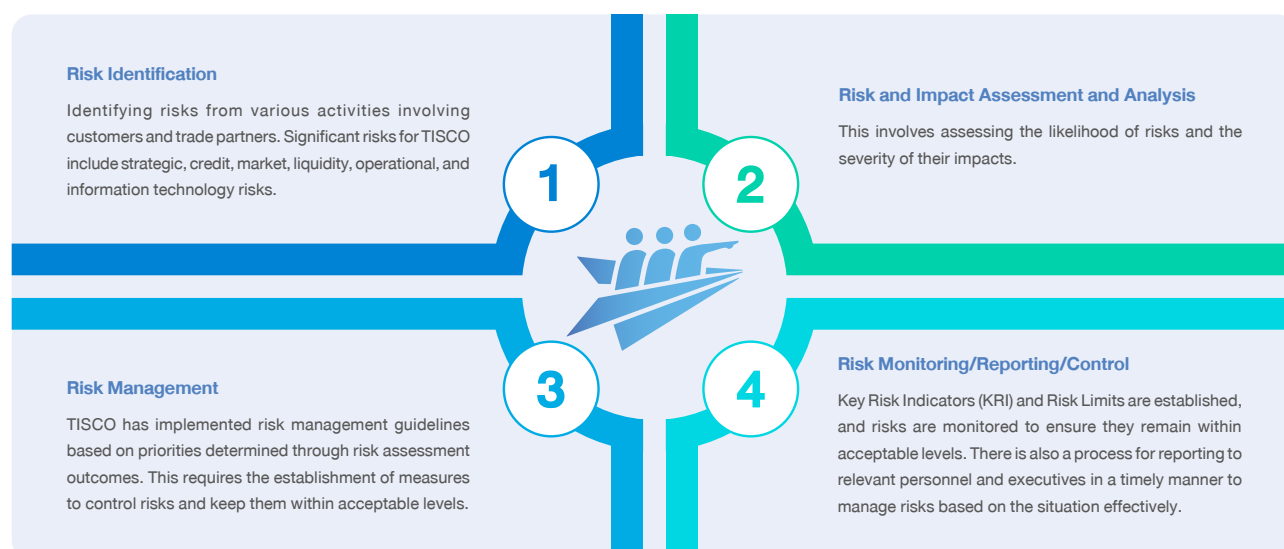 Risk Identification
Identifying risks from various activities involving
customers and trade partners. Significant risks for TISCO
include strategic, credit, market, liquidity, operational, and
information technology risks.
1
Risk and Impact Assessment and Analysis
This involves assessing the likelihood of risks and the
severity of their impacts.
2
Risk Management
TISCO has implemented risk management guidelines
based on priorities determined through risk assessment
outcomes. This requires the establishment of measures
to control risks and keep them within acceptable levels.
3
Risk Monitoring/Reporting/Control
Key Risk Indicators (KRI) and Risk Limits are established,
and risks are monitored to ensure they remain within
acceptable levels. There is also a process for reporting to
relevant personnel and executives in a timely manner to
manage risks based on the situation effectively.
4